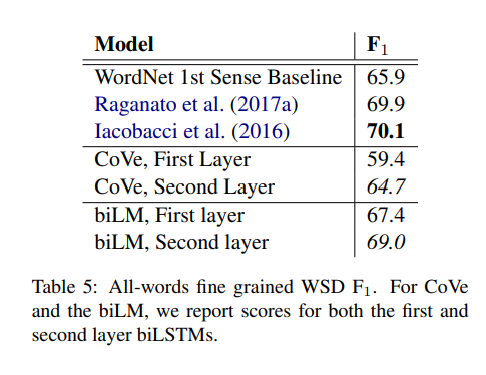 Model F₁
WordNet 1st Sense Baseline 65.9
Raganato et al. (2017a) 69.9
Iacobacci et al. (2016) 70.1
CoVe, First Layer 59.4
CoVe, Second Layer 64.7
biLM, First layer 67.4
biLM, Second layer 69.0
Table 5: All-words fine grained WSD F₁. For CoVe
and the biLM, we report scores for both the first and
second layer biLSTMs.